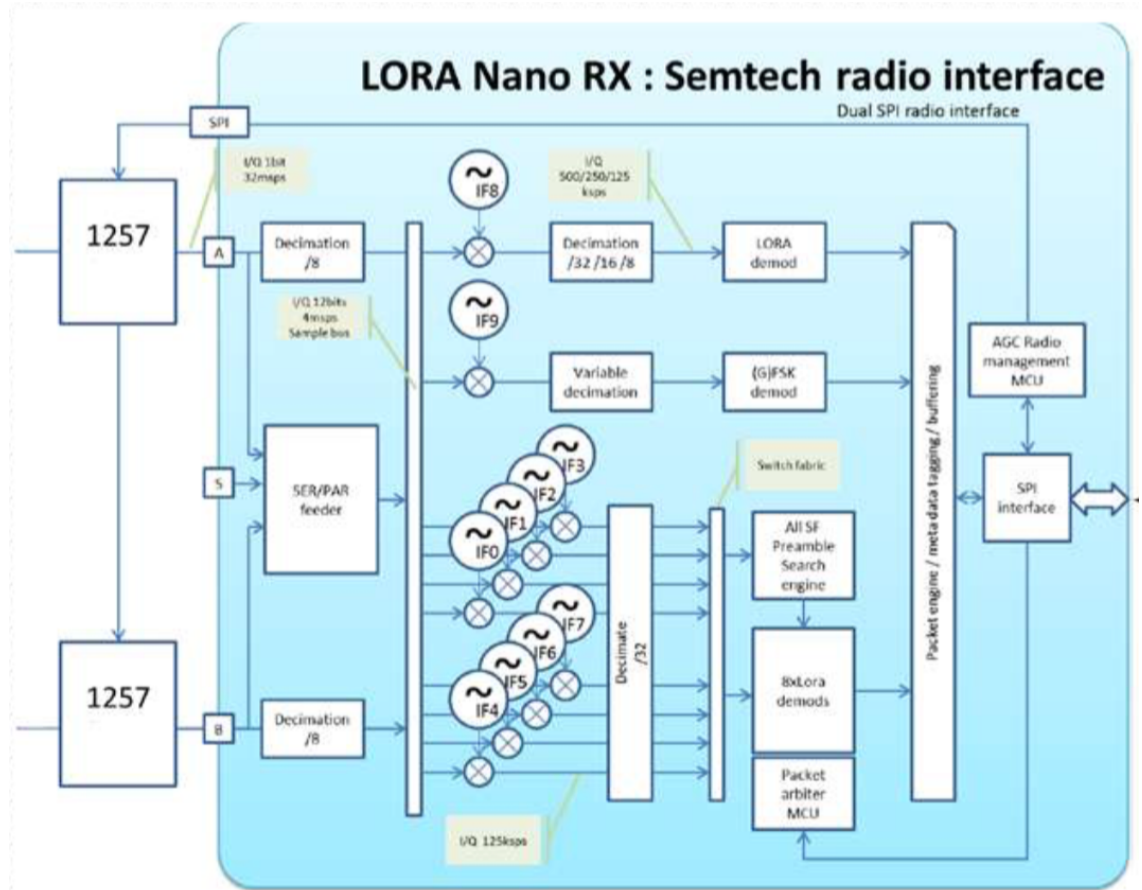 LORA Nano RX : Semtech radio interface
Dual SPI radio interface
SPI
I/Q 1bit
32msps
IF8
I/Q
500/250/125
ksps
1257
A
Decimation
/8
Decimation
/32 /16 /8
LORA
demod
I/Q 12bits
4msps
Sample bus
IF9
Variable
decimation
(G)FSK
demod
AGC Radio
management
MCU
Packet engine / meta data tagging / buffering
S
SER/PAR
feeder
IF3
IF2
IF1
IF0
Switch fabric
All SF
Preamble
Search
engine
SPI
interface
IF7
IF6
IF5
IF4
Decimate
/32
8xLora
demods
1257
B
Decimation
/8
Packet
arbiter
MCU
I/Q 125ksps